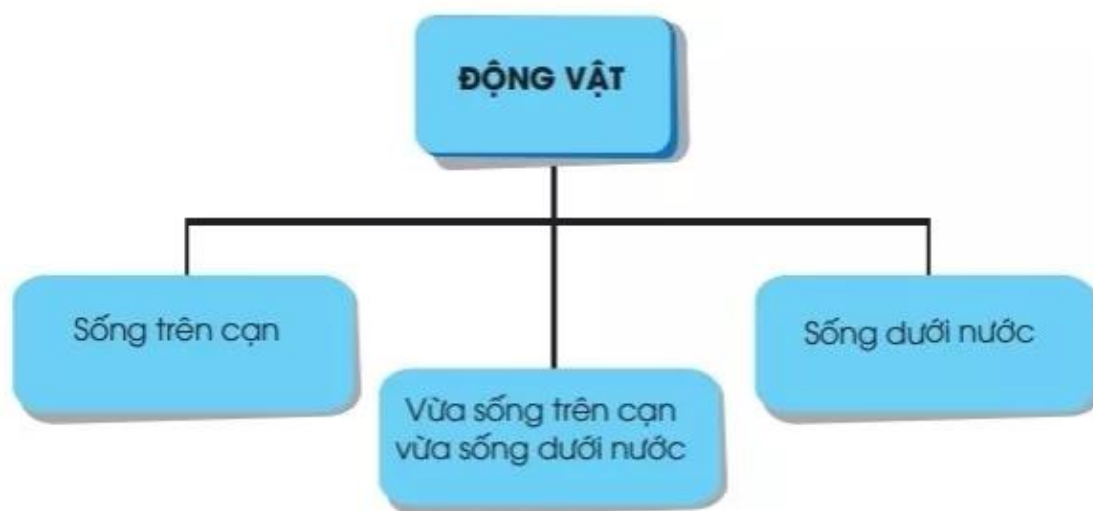 ĐỘNG VẬT
Sống trên cạn
Vừa sống trên cạn
vừa sống dưới nước
Sống dưới nước